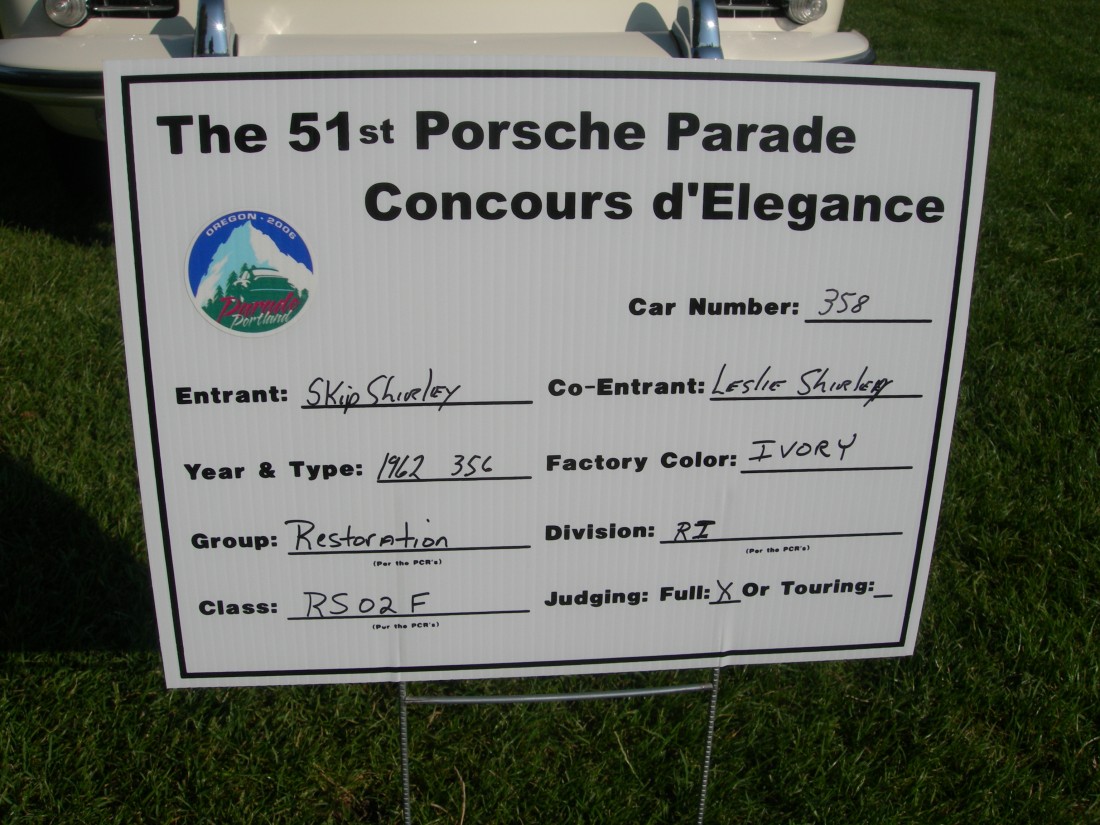 The 51st Porsche Parade
Concours d'Elegance
OREGON · 2006
Parade
Portland
Car Number: 358
Entrant: Skip Shirley Co-Entrant: Leslie Shirley
Year & Type: 1962 356 Factory Color: IVORY
Group: Restoration Division: RI
(Per the PCR's) (Per the PCR's)
Class: RS02F Judging: Full: X Or Touring:
(Pur the PCR's)